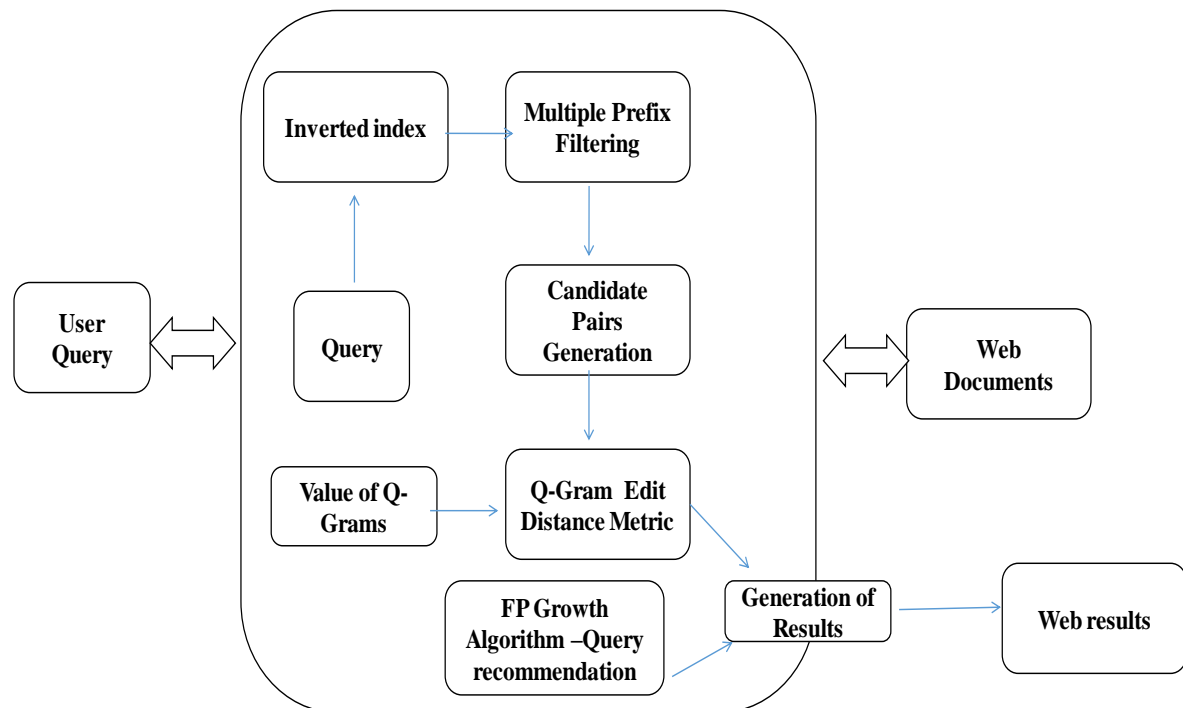 Inverted index
Multiple Prefix
Filtering
User
Query
Query
Candidate
Pairs
Generation
Web
Documents
Value of Q-
Grams
Q-Gram Edit
Distance Metric
FP Growth
Algorithm –Query
recommendation
Generation of
Results
Web results